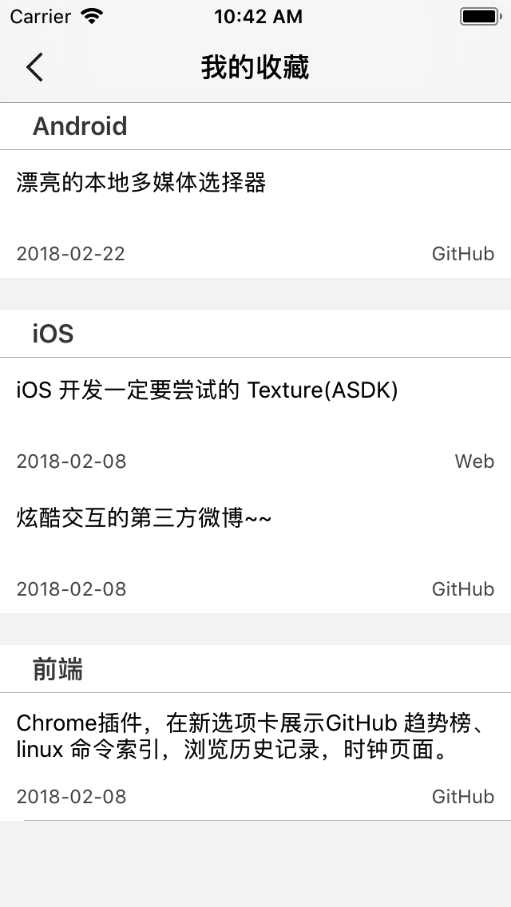 Carrier 10:42 AM
我的收藏
Android
漂亮的本地多媒体选择器
2018-02-22 GitHub
iOS
iOS 开发一定要尝试的 Texture(ASDK)
2018-02-08 Web
炫酷交互的第三方微博~~
2018-02-08 GitHub
前端
Chrome插件，在新选项卡展示GitHub 趋势榜、
linux 命令索引，浏览历史记录，时钟页面。
2018-02-08 GitHub